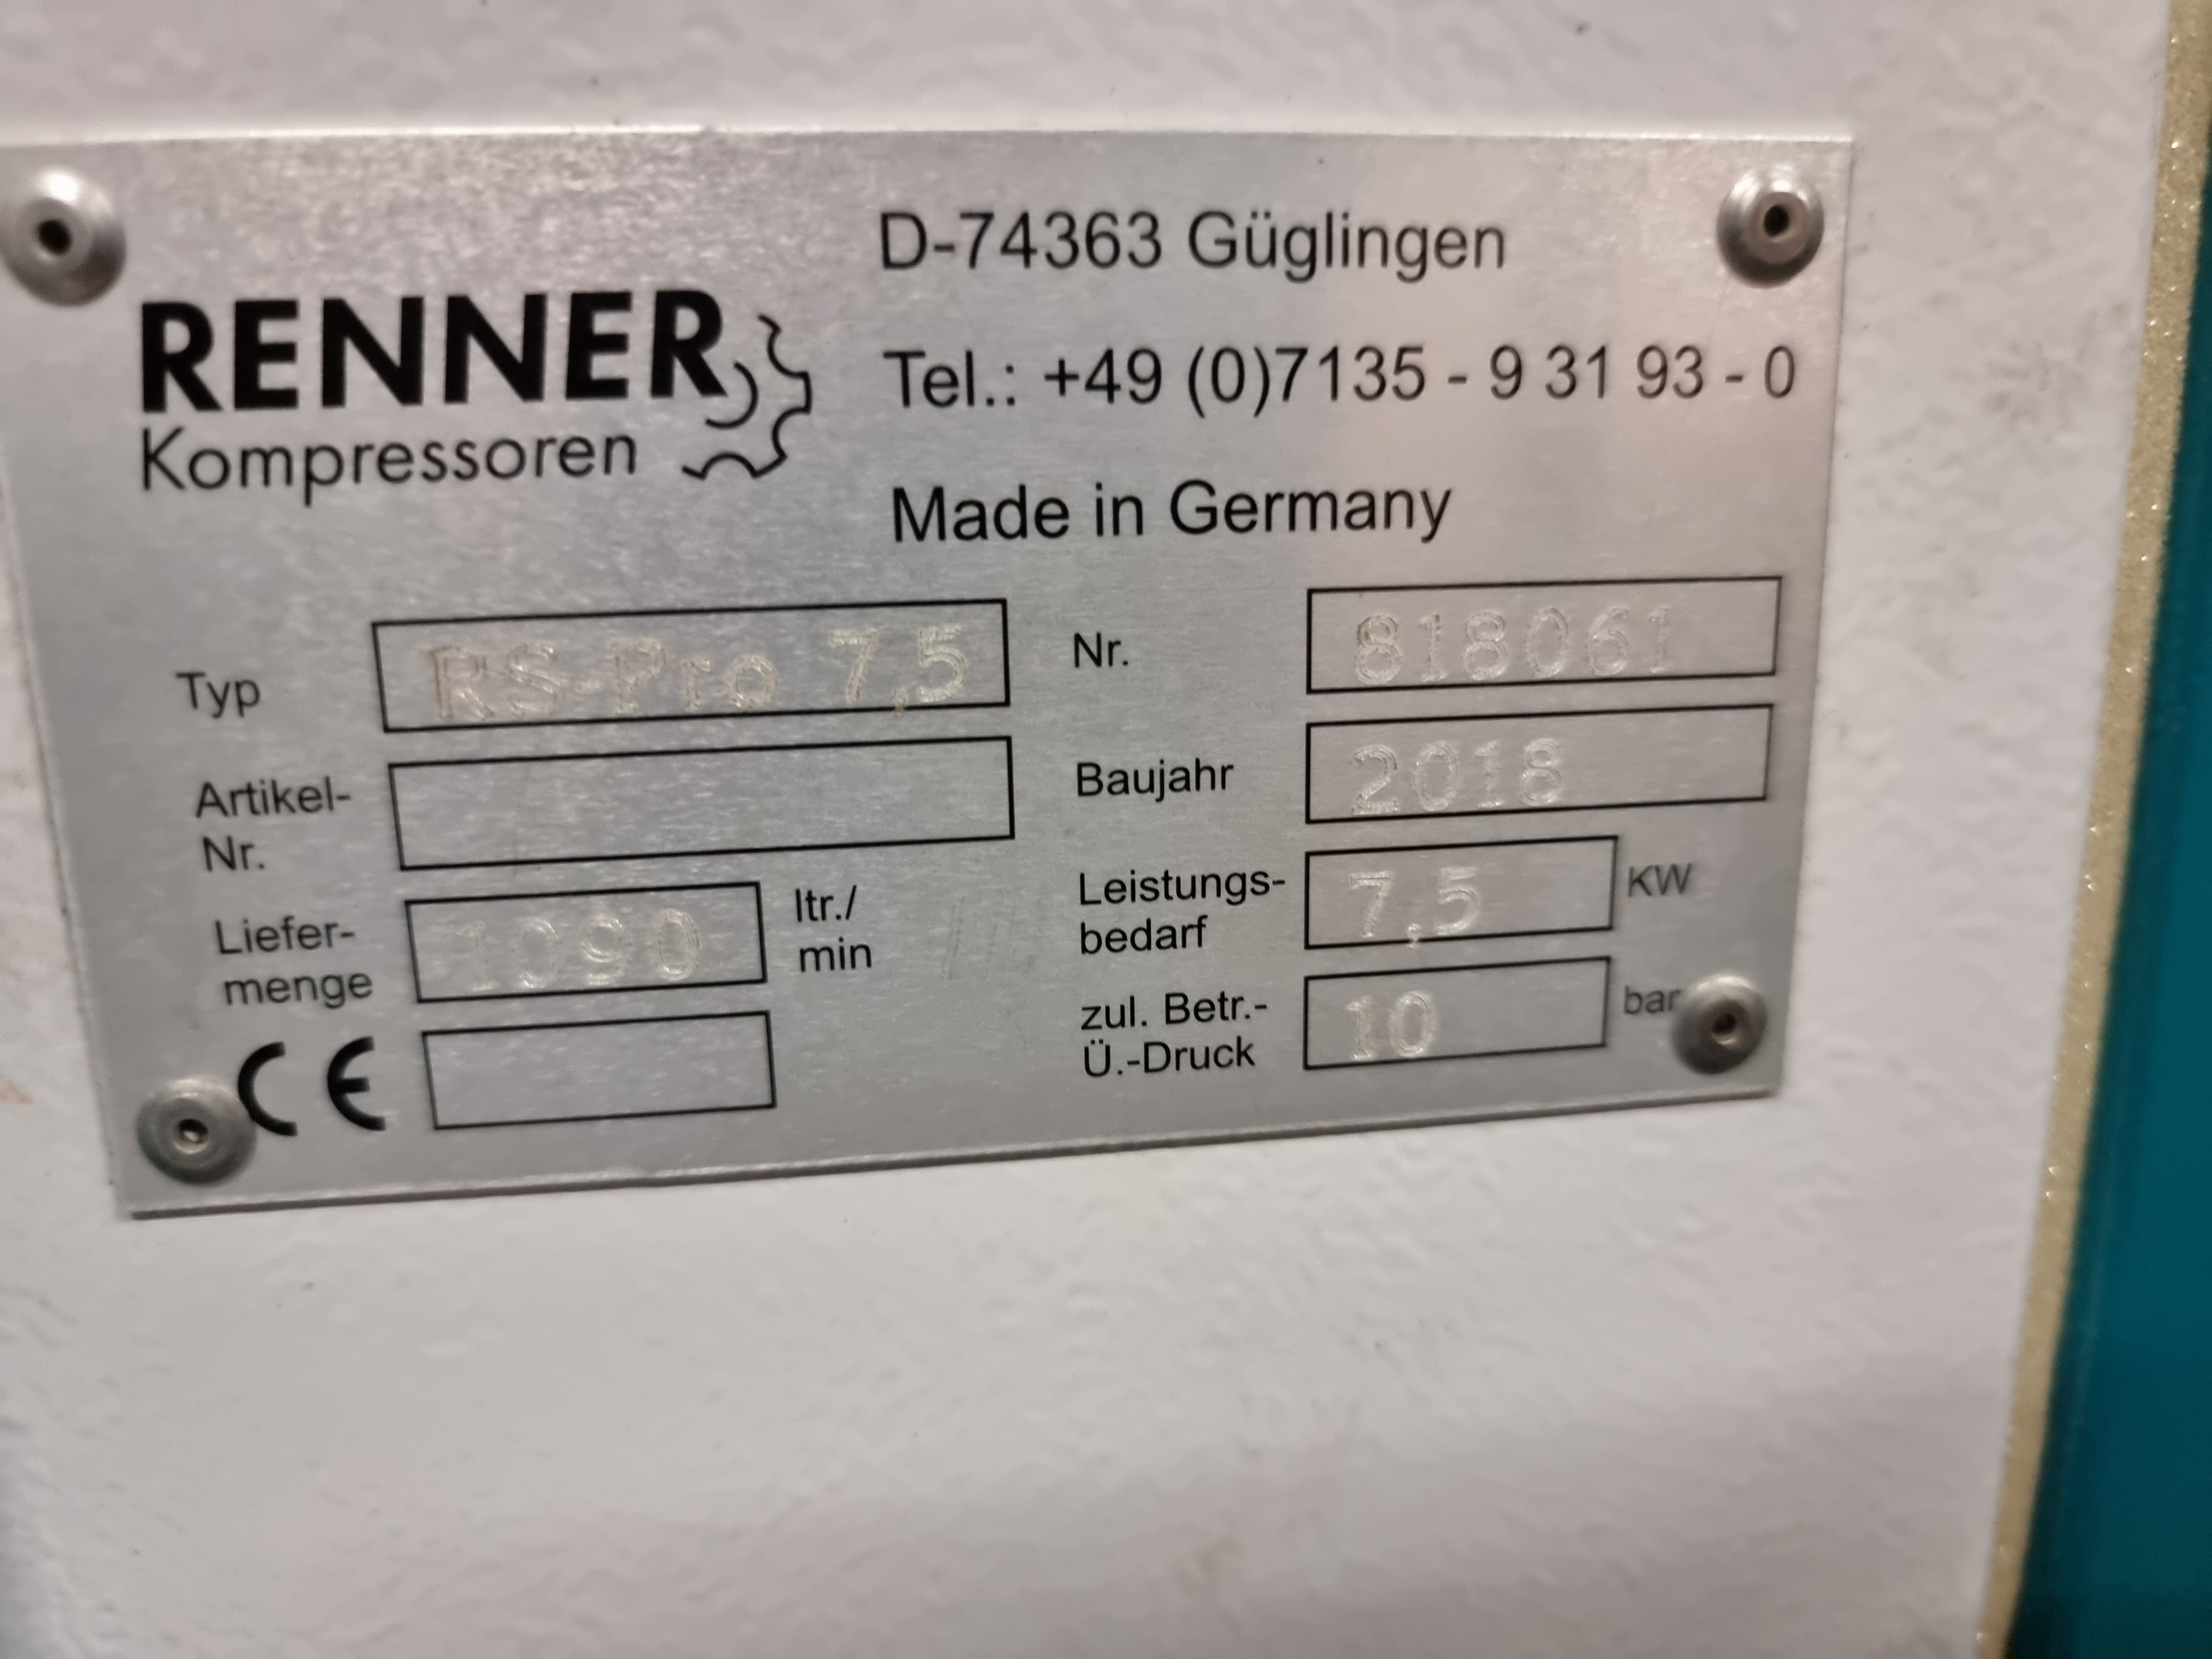 D-74363 Güglingen
RENNER
Kompressoren
Tel.: +49 (0)7135 - 9 31 93 - 0
Made in Germany
Typ RS-Pro 7,5
Nr. 818061
Artikel-
Nr.
Baujahr 2018
Liefer-
menge 1090 ltr./
min
Leistungs-
bedarf 7,5 KW
CE
zul. Betr.-
Ü.-Druck 10 bar